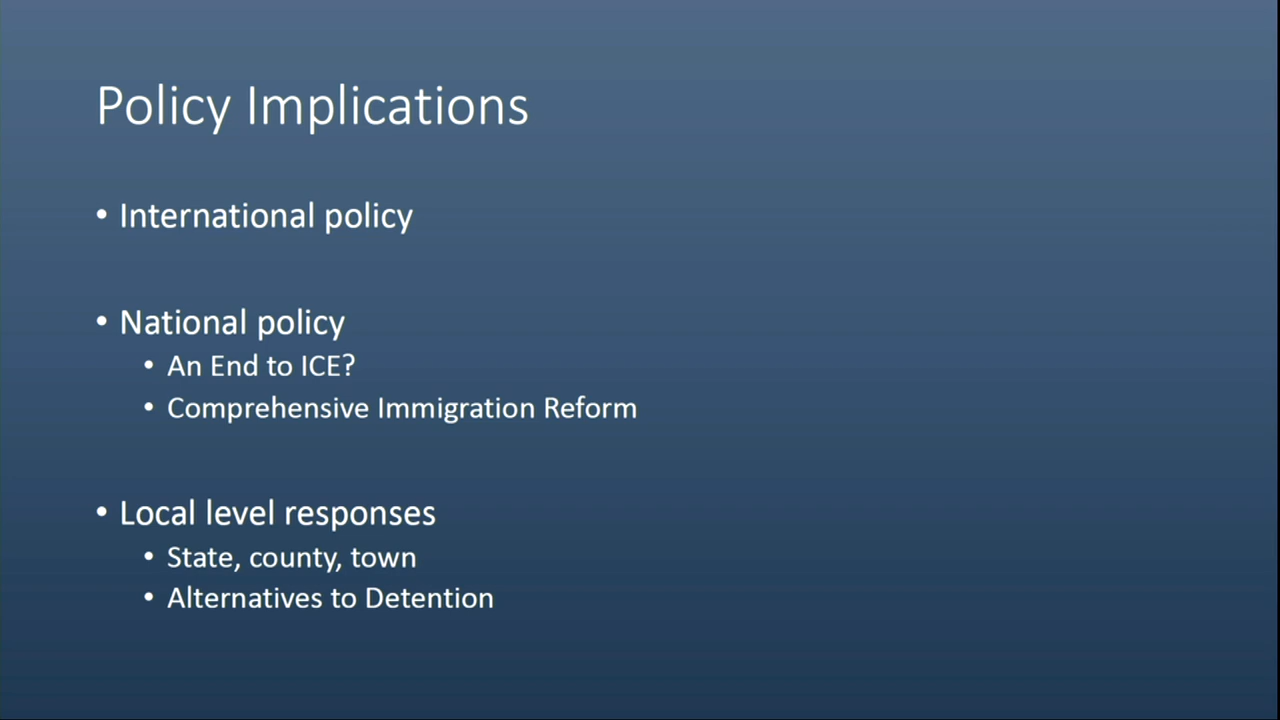 Policy Implications
• International policy
• National policy
• An End to ICE?
• Comprehensive Immigration Reform
• Local level responses
• State, county, town
• Alternatives to Detention